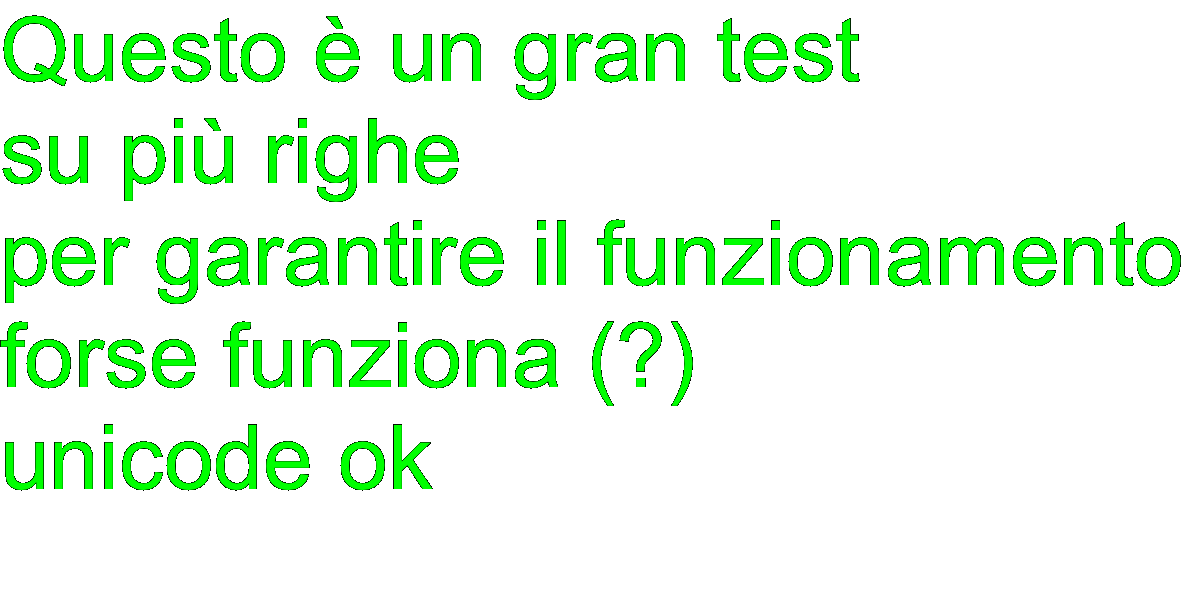 Questo è un gran test
su più righe
per garantire il funzionamento
forse funziona (?)
unicode ok